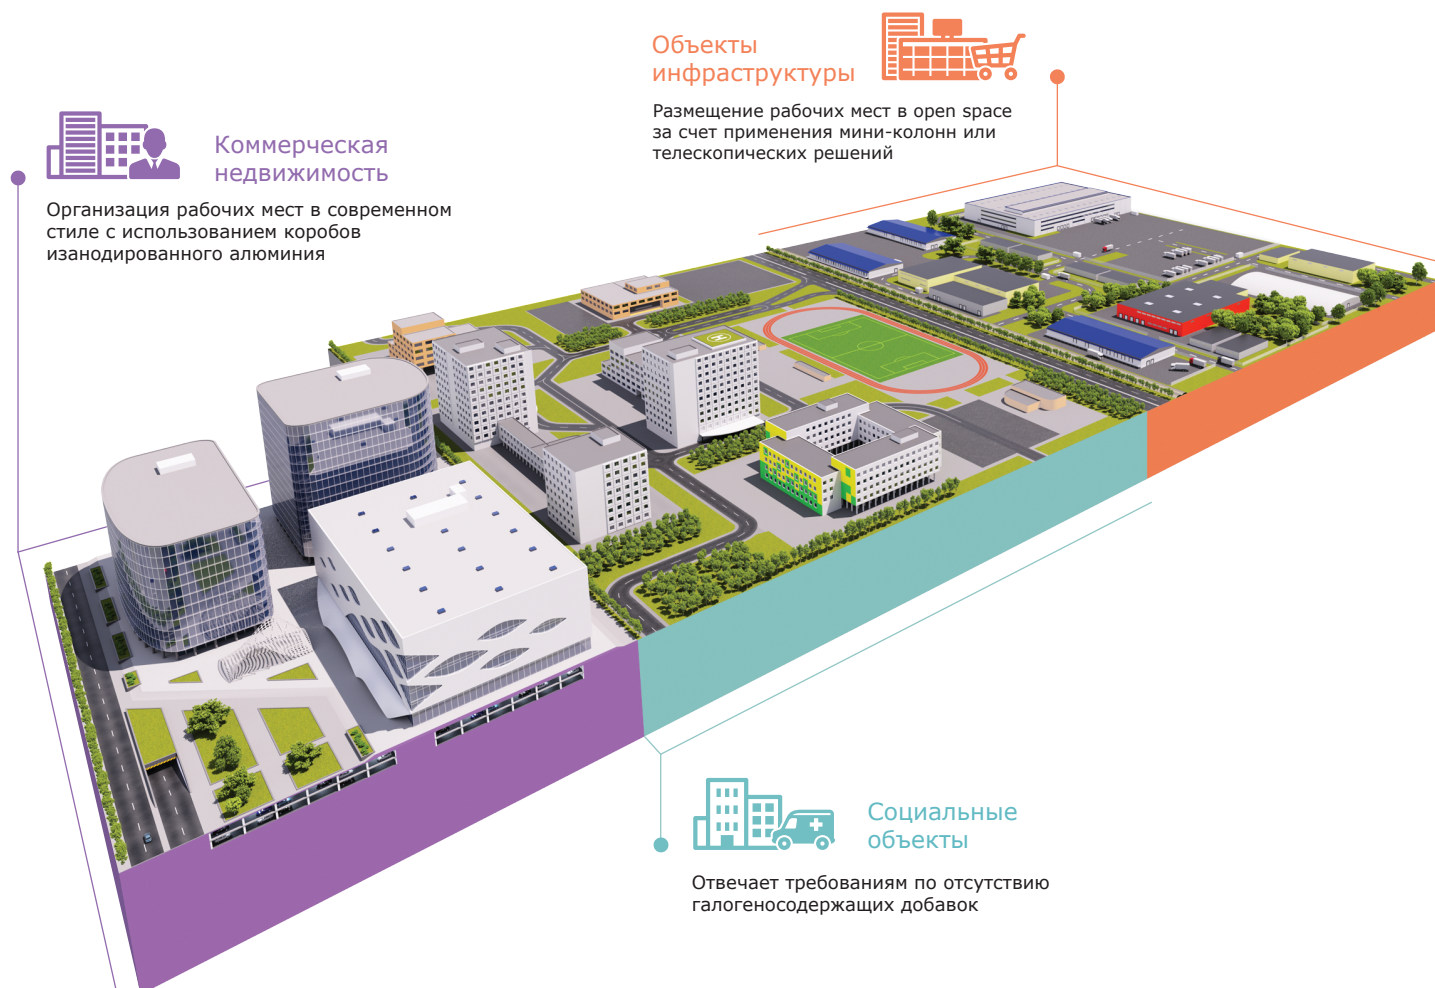 Объекты
инфраструктуры
Размещение рабочих мест в open space
за счет применения мини-колонн или
телескопических решений
Коммерческая
недвижимость
Организация рабочих мест в современном
стиле с использованием коробов
изанодированного алюминия
H
Социальные
объекты
Отвечает требованиям по отсутствию
галогеносодержащих добавок